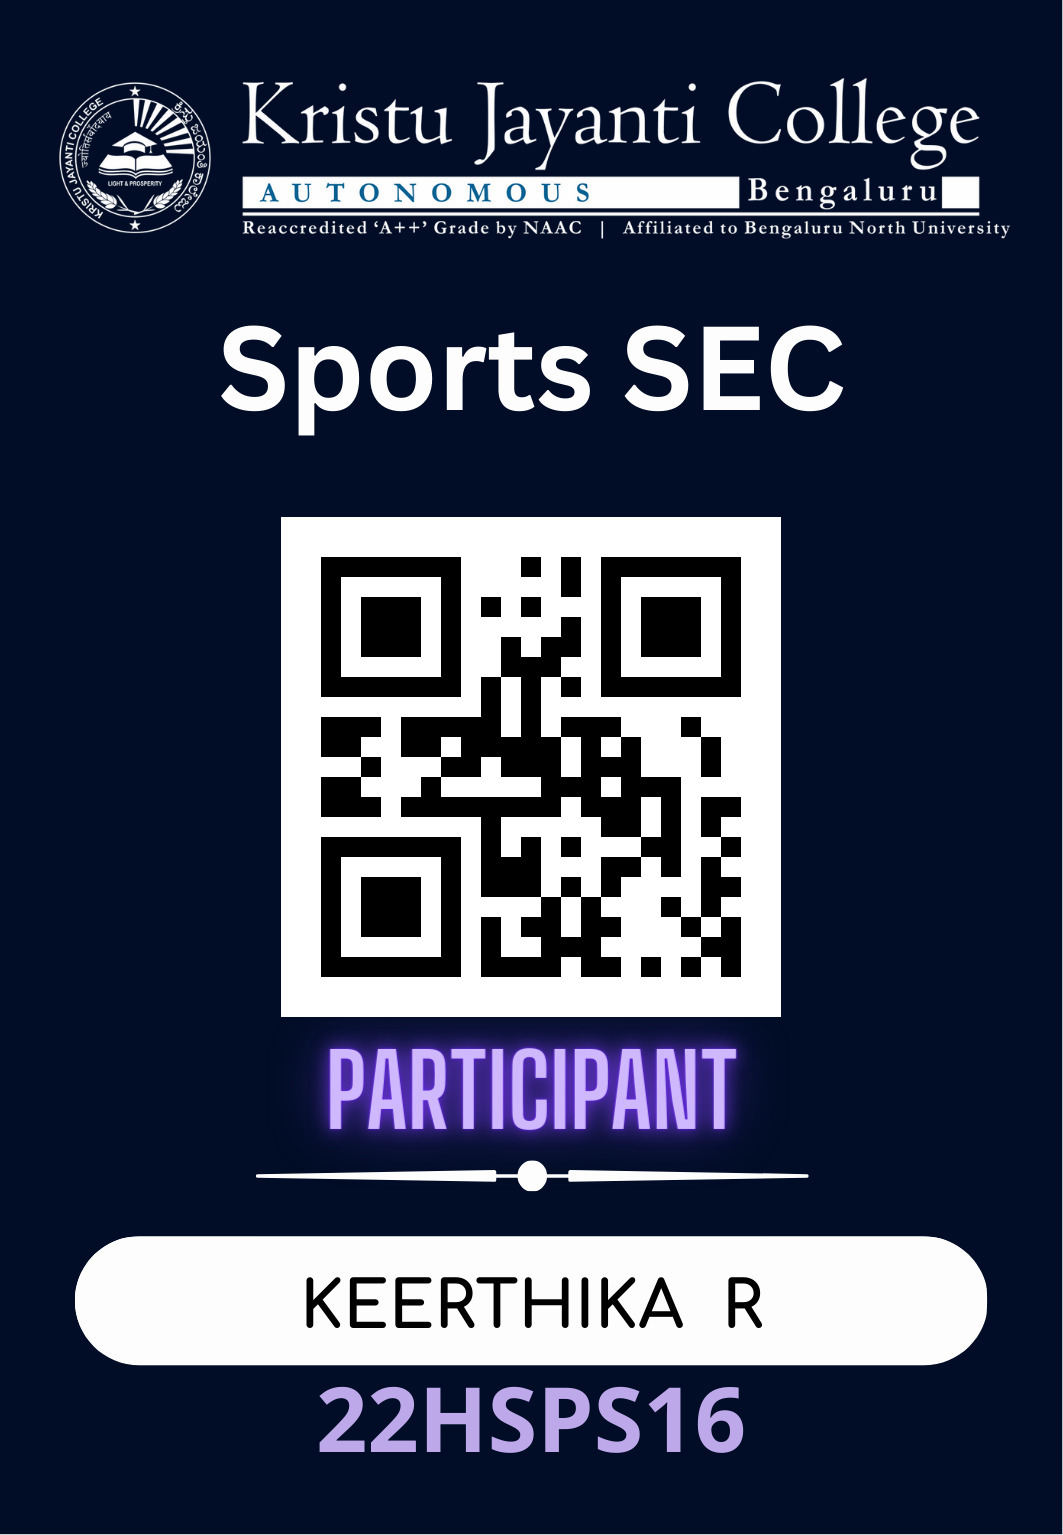 KRISTU JAYANTI COLLEGE
ज्योतिसंवादयाय
LIGHT & PROSPERITY
Kristu Jayanti College
AUTONOMOUS Bengaluru
Reaccredited ‘A++’ Grade by NAAC | Affiliated to Bengaluru North University
Sports SEC
PARTICIPANT
KEERTHIKA R
22HSPS16